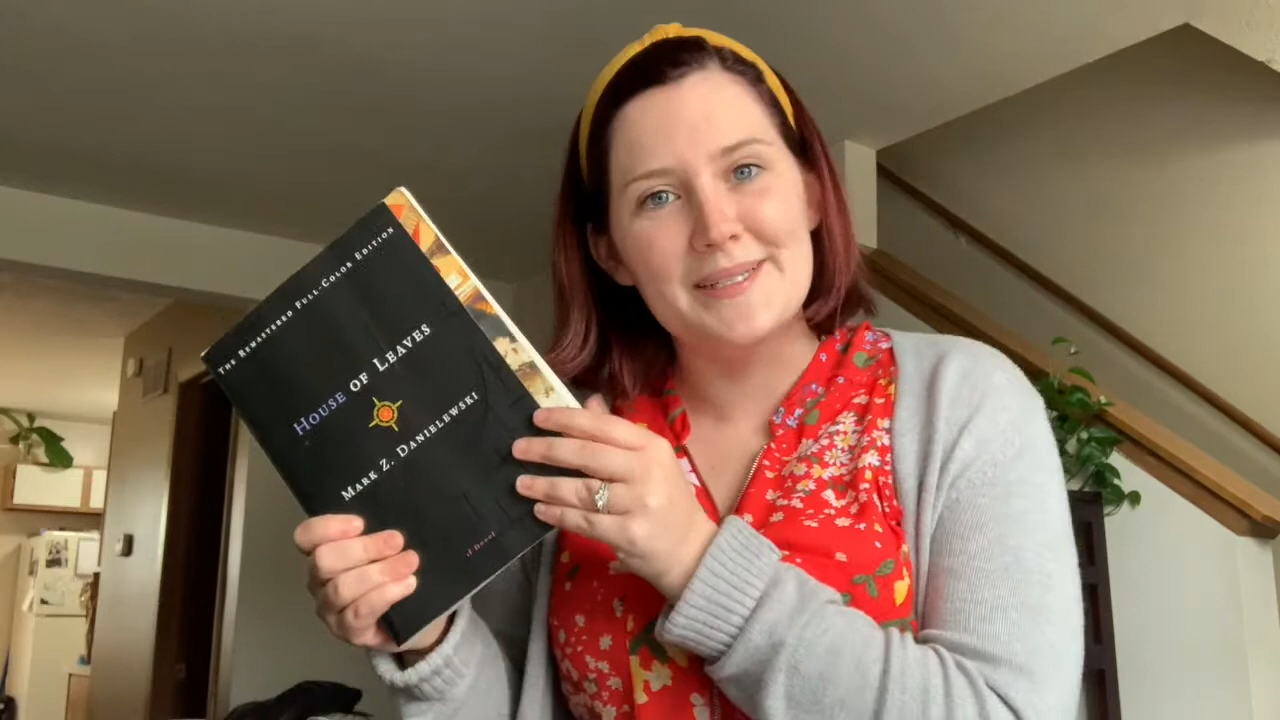 The Remastered Full-Color Edition
House of Leaves
Mark Z. Danielewski
A Novel